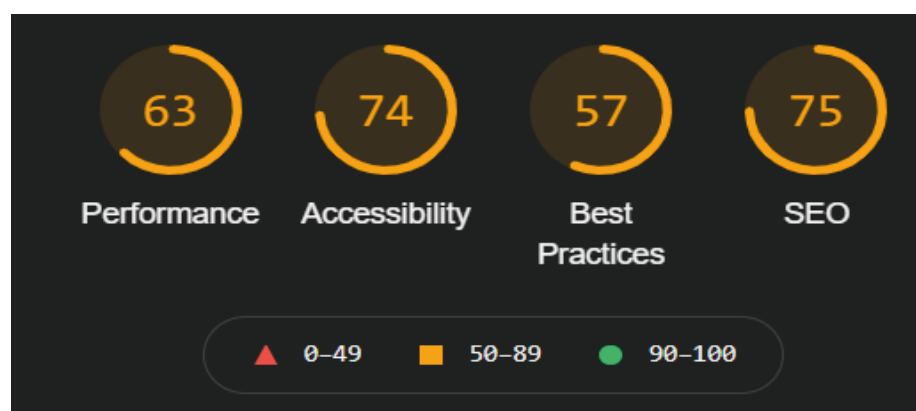 63
74
57
75
Performance
Accessibility
Best
Practices
SEO
0–49
50–89
90–100